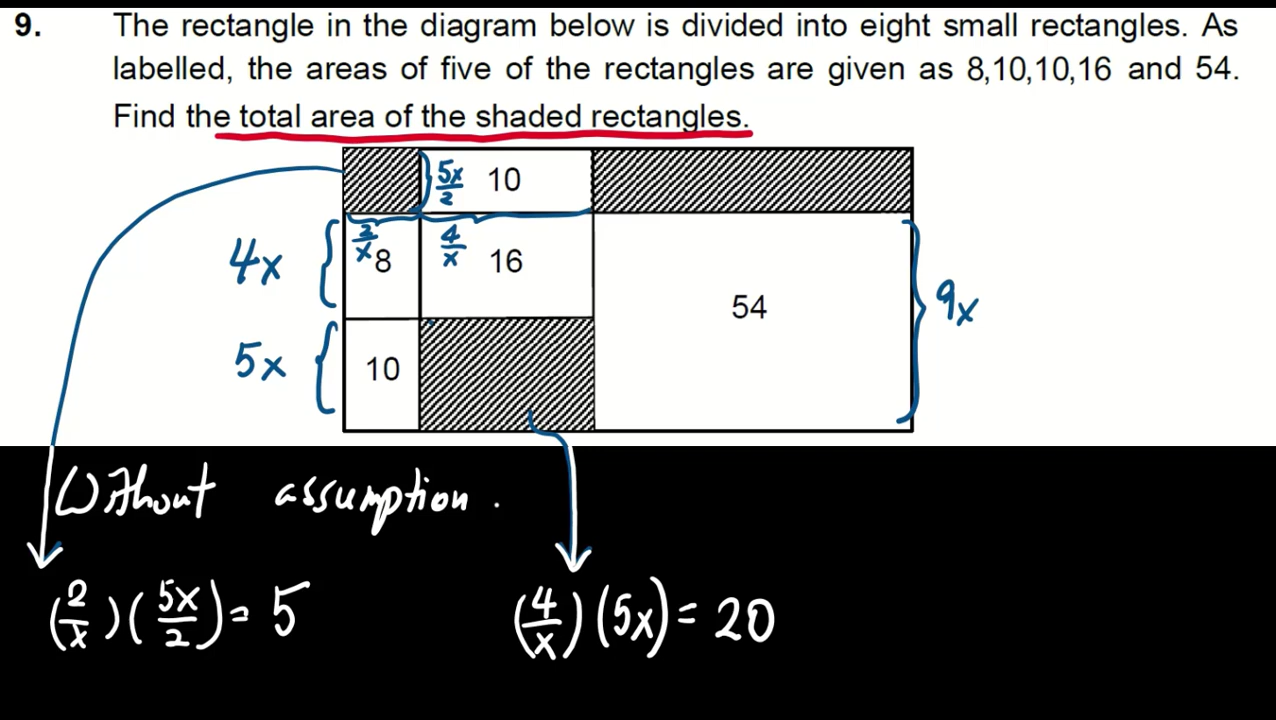 9. The rectangle in the diagram below is divided into eight small rectangles. As
labelled, the areas of five of the rectangles are given as 8,10,10,16 and 54.
Find the total area of the shaded rectangles.
5x/2 10
4x 2/x 8 4/x 16
54 9x
5x 10
Without assumption.
(2/x)(5x/2) = 5 (4/x)(5x) = 20